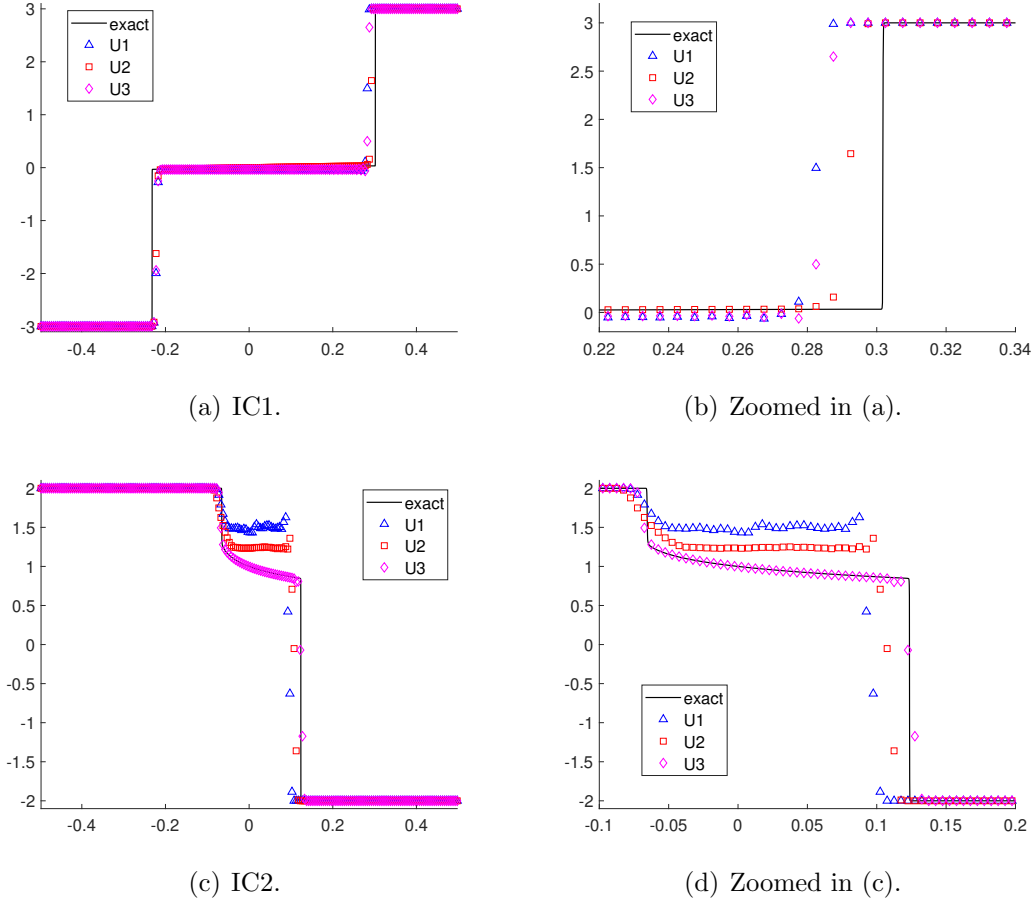 3
2
1
0
-1
-2
-3
-0.4 -0.2 0 0.2 0.4
exact
U1
U2
U3
(a) IC1.
3
2.5
2
1.5
1
0.5
0
0.22 0.24 0.26 0.28 0.3 0.32 0.34
exact
U1
U2
U3
(b) Zoomed in (a).
2
1.5
1
0.5
0
-0.5
-1
-1.5
-2
-0.4 -0.2 0 0.2 0.4
exact
U1
U2
U3
(c) IC2.
2
1.5
1
0.5
0
-0.5
-1
-1.5
-2
-0.1 -0.05 0 0.05 0.1 0.15 0.2
exact
U1
U2
U3
(d) Zoomed in (c).